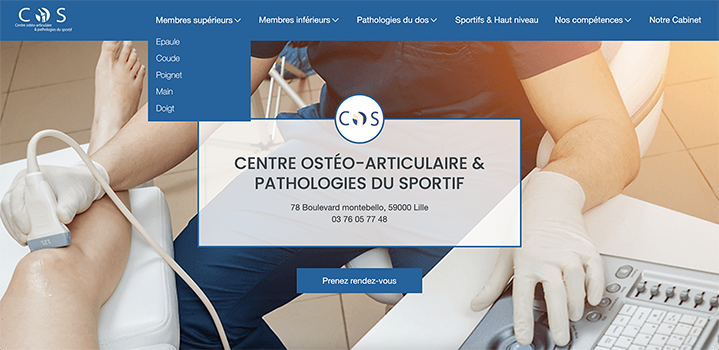 COS
Centre ostéo articulaire
& pathologies du sportif
Membres supérieurs
Membres inférieurs
Pathologies du dos
Sportifs & Haut niveau
Nos compétences
Notre Cabinet
Epaule
Coude
Poignet
Main
Doigt
COS
CENTRE OSTÉO-ARTICULAIRE &
PATHOLOGIES DU SPORTIF
78 Boulevard montebello, 59000 Lille
03 76 05 77 48
Prenez rendez-vous